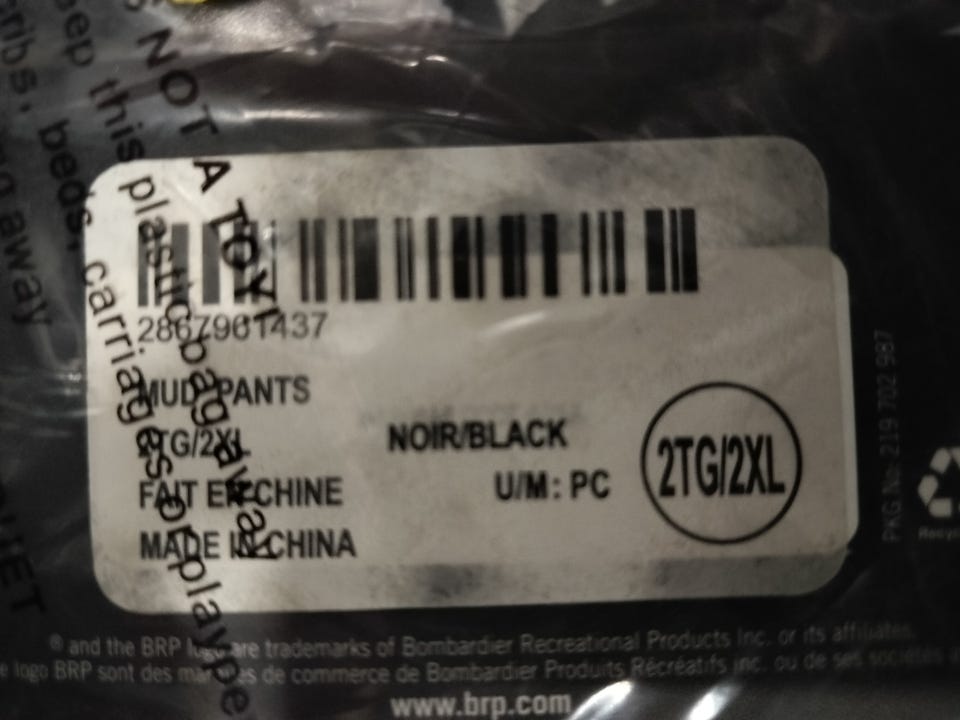 NOT A TOY!
keep this plastic bag away
cribs, beds, carriages or plaype
away
2867961437
MUD PANTS
2TG/2XL
NOIR/BLACK
FAIT EN CHINE
U/M: PC
MADE IN CHINA
2TG/2XL
PKG No: 219 702 987
® and the BRP logo are trademarks of Bombardier Recreational Products Inc. or its affiliates.
e logo BRP sont des marques de commerce de Bombardier Produits Récréatifs inc. ou de ses sociétés
www.brp.com